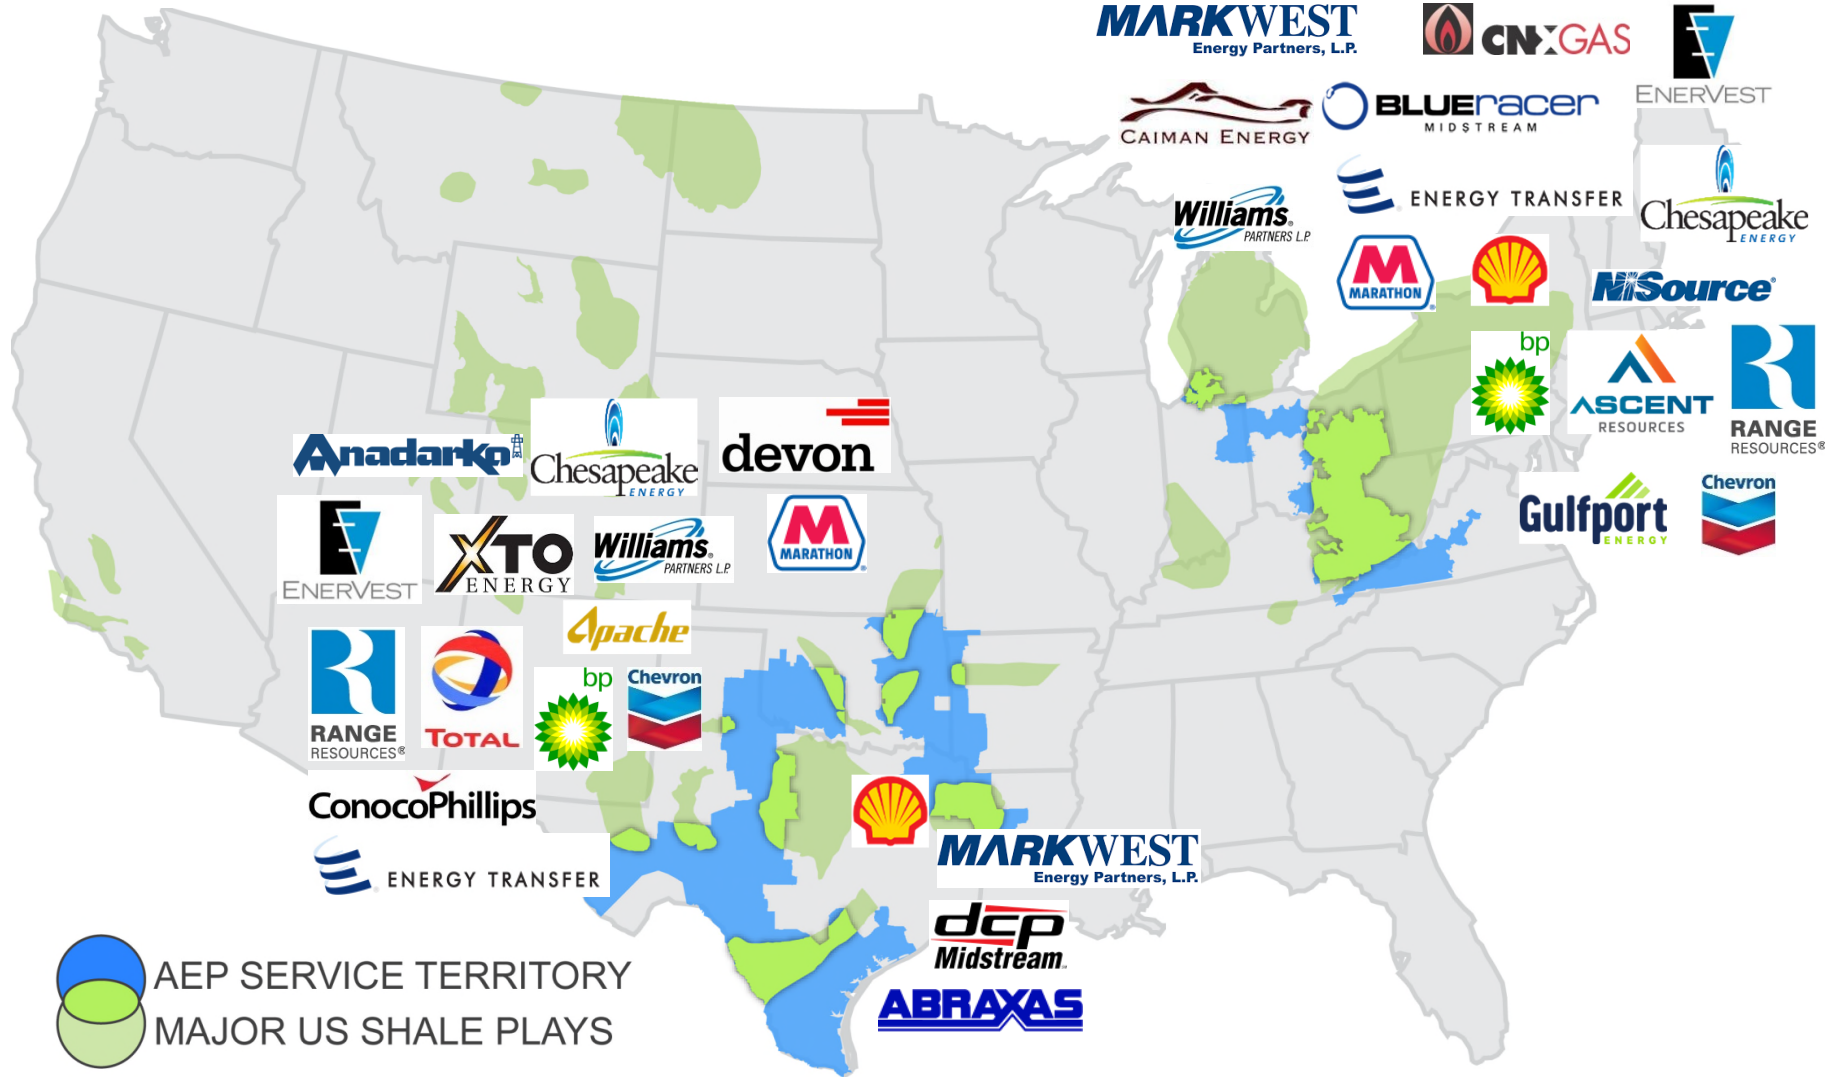 MARKWEST
Energy Partners, L.P.
CNXGAS
ENERVEST
CAIMAN ENERGY
BLUEracer
MIDSTREAM
ENERGY TRANSFER
Chesapeake
ENERGY
Williams®
PARTNERS L.P.
MARATHON
NiSource®
bp
ASCENT
RESOURCES
RANGE
RESOURCES®
Gulfport
ENERGY
Chevron
Anadarko
Chesapeake
ENERGY
devon
ENERVEST
XTO
ENERGY
Williams®
PARTNERS L.P.
MARATHON
Apache
RANGE
RESOURCES®
TOTAL
bp
Chevron
ConocoPhillips
ENERGY TRANSFER
MARKWEST
Energy Partners, L.P.
dcp
Midstream
ABRAXAS
AEP SERVICE TERRITORY
MAJOR US SHALE PLAYS